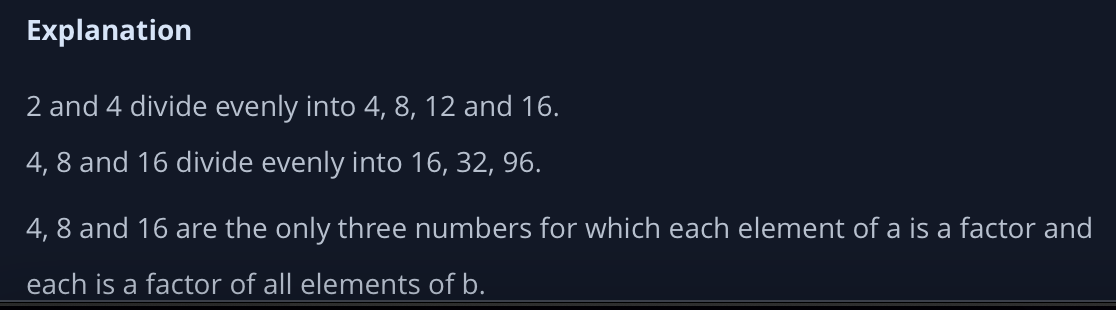 Explanation
2 and 4 divide evenly into 4, 8, 12 and 16.
4, 8 and 16 divide evenly into 16, 32, 96.
4, 8 and 16 are the only three numbers for which each element of a is a factor and
each is a factor of all elements of b.